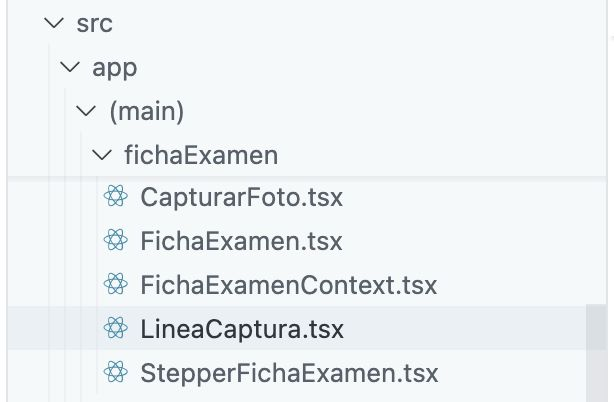 src
app
(main)
fichaExamen
CapturarFoto.tsx
FichaExamen.tsx
FichaExamenContext.tsx
LineaCaptura.tsx
StepperFichaExamen.tsx